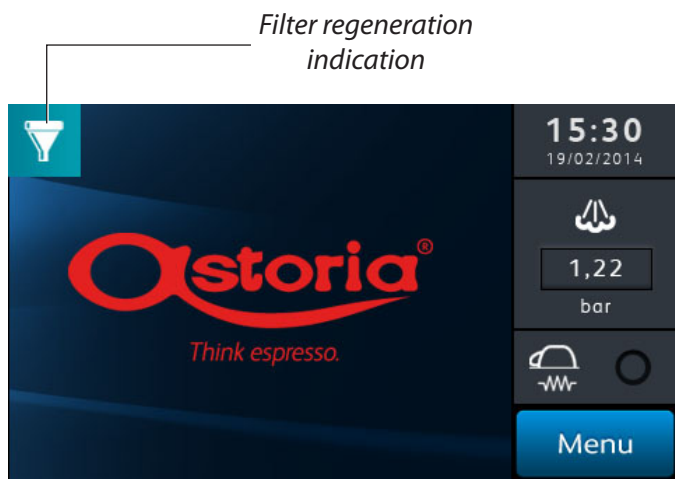 Filter regeneration
indication
15:30
19/02/2014
astoria®
1,22
bar
Think espresso.
Menu